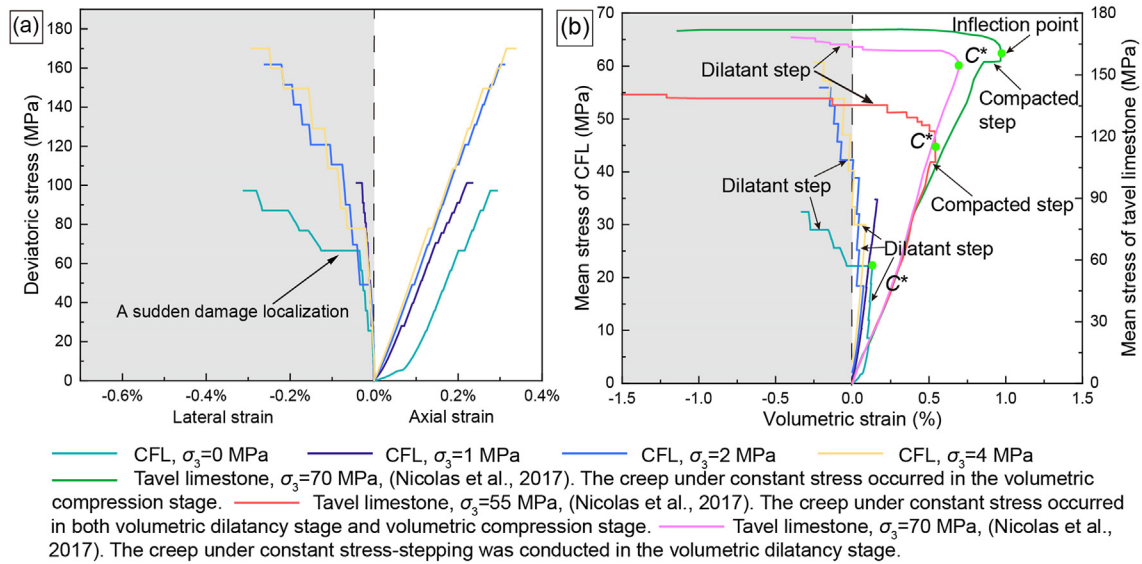 (a)
Deviatoric stress (MPa)
180
160
140
120
100
80
60
40
20
0
A sudden damage localization
-0.6%
-0.4%
-0.2%
0.0%
0.2%
0.4%
Lateral strain
Axial strain
(b)
Mean stress of CFL (MPa)
70
60
50
40
30
20
10
0
Inflection point
C*
Dilatant step
Compacted
step
C*
Dilatant step
Compacted step
Dilatant step
C*
180
150
120
90
60
30
0
Mean stress of tavel limestone (MPa)
-1.5
-1.0
-0.5
0.0
0.5
1.0
Volumetric strain (%)
CFL, σ3=0 MPa CFL, σ3=1 MPa CFL, σ3=2 MPa CFL, σ3=4 MPa
Tavel limestone, σ3=70 MPa, (Nicolas et al., 2017). The creep under constant stress occurred in the volumetric
compression stage. Tavel limestone, σ3=55 MPa, (Nicolas et al., 2017). The creep under constant stress occurred
in both volumetric dilatancy stage and volumetric compression stage. Tavel limestone, σ3=70 MPa, (Nicolas et al.,
2017). The creep under constant stress-stepping was conducted in the volumetric dilatancy stage.